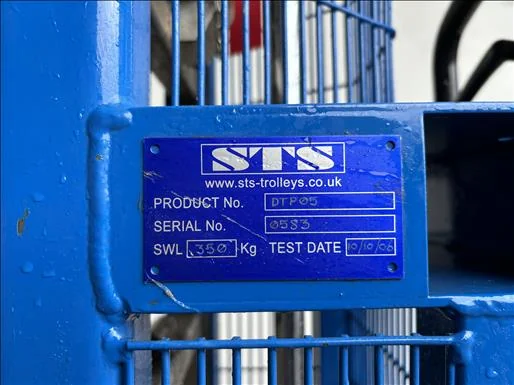 STS
www.sts-trolleys.co.uk
PRODUCT No. DTP05
SERIAL No. 0583
SWL 350 Kg TEST DATE 10/10/06